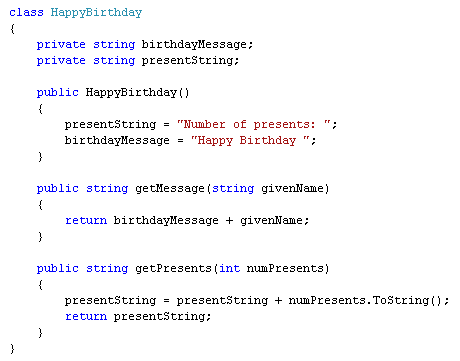 class HappyBirthday
{
    private string birthdayMessage;
    private string presentString;

    public HappyBirthday()
    {
        presentString = "Number of presents: ";
        birthdayMessage = "Happy Birthday ";
    }

    public string getMessage(string givenName)
    {
        return birthdayMessage + givenName;
    }

    public string getPresents(int numPresents)
    {
        presentString = presentString + numPresents.ToString();
        return presentString;
    }
}